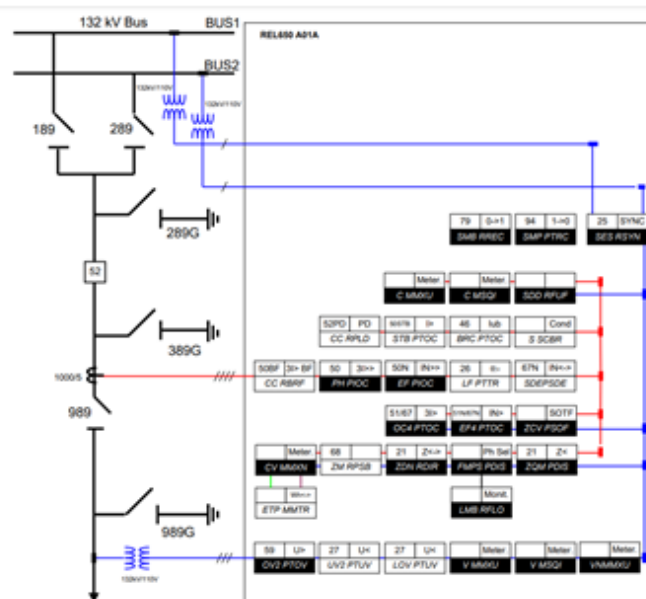 132 kV Bus
BUS1
BUS2
REL650 A01A
132kV/110V
132kV/110V
189
289
79 0->1
SMB RREC
94 1->0
SMP PTRC
25 SYNC
SES RSYN
289G
52
Meter.
C MMXU
Meter.
C MSQI
SDD RFUF
52PD PD
CC RPLD
50STB I>
STB PTOC
46 Iub
BRC PTOC
Cond
S SCBR
389G
1000/5
50BF 3I> BF
CC RBRF
50 3I>>
PH PIOC
50N IN>>
EF PIOC
26
LF PTTR
67N IN<->
SDEPSDE
989
51/67 3I>
OC4 PTOC
51N/67N IN>
EF4 PTOC
SOTF
ZCV PSOF
Meter.
CV MMXN
68
ZM RPSB
21 Z<->
ZDN RDIR
Ph Sel
FMPS PDIS
21 Z<
ZQM PDIS
ETP MMTR
Monit.
LMB RFLO
989G
132kV/110V
59 U>
OV2 PTOV
27 U<
UV2 PTUV
27 U<
LOV PTUV
Meter.
V MMXU
Meter.
V MSQI
Meter.
VNMMXU